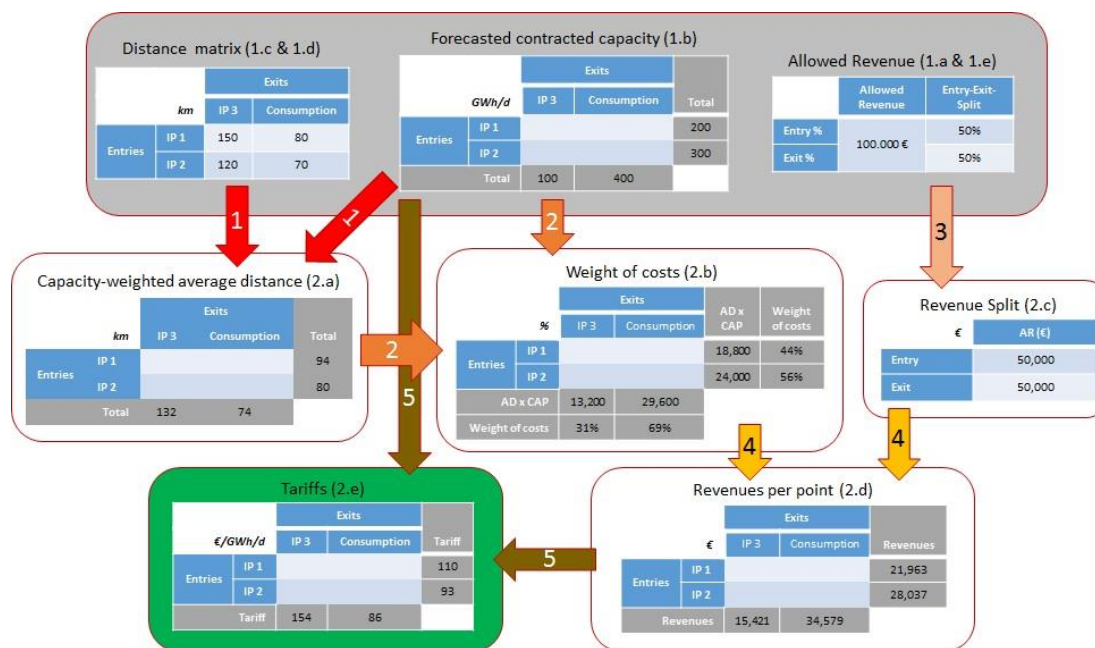 Distance matrix (1.c & 1.d)
Exits
km IP 3 Consumption
Entries IP 1 150 80
IP 2 120 70
Forecasted contracted capacity (1.b)
Exits
GWh/d IP 3 Consumption Total
Entries IP 1 200
IP 2 300
Total 100 400
Allowed Revenue (1.a & 1.e)
Allowed Revenue Entry-Exit-Split
Entry % 100.000 € 50%
Exit % 50%
1
1
2
3
Capacity-weighted average distance (2.a)
Exits
km IP 3 Consumption Total
Entries IP 1 94
IP 2 80
Total 132 74
2
5
Weight of costs (2.b)
Exits
% IP 3 Consumption AD x CAP Weight of costs
Entries IP 1 18,800 44%
IP 2 24,000 56%
AD x CAP 13,200 29,600
Weight of costs 31% 69%
Revenue Split (2.c)
€ AR (€)
Entry 50,000
Exit 50,000
4
4
Tariffs (2.e)
Exits
€/GWh/d IP 3 Consumption Tariff
Entries IP 1 110
IP 2 93
Tariff 154 86
5
Revenues per point (2.d)
Exits
€ IP 3 Consumption Revenues
Entries IP 1 21,963
IP 2 28,037
Revenues 15,421 34,579